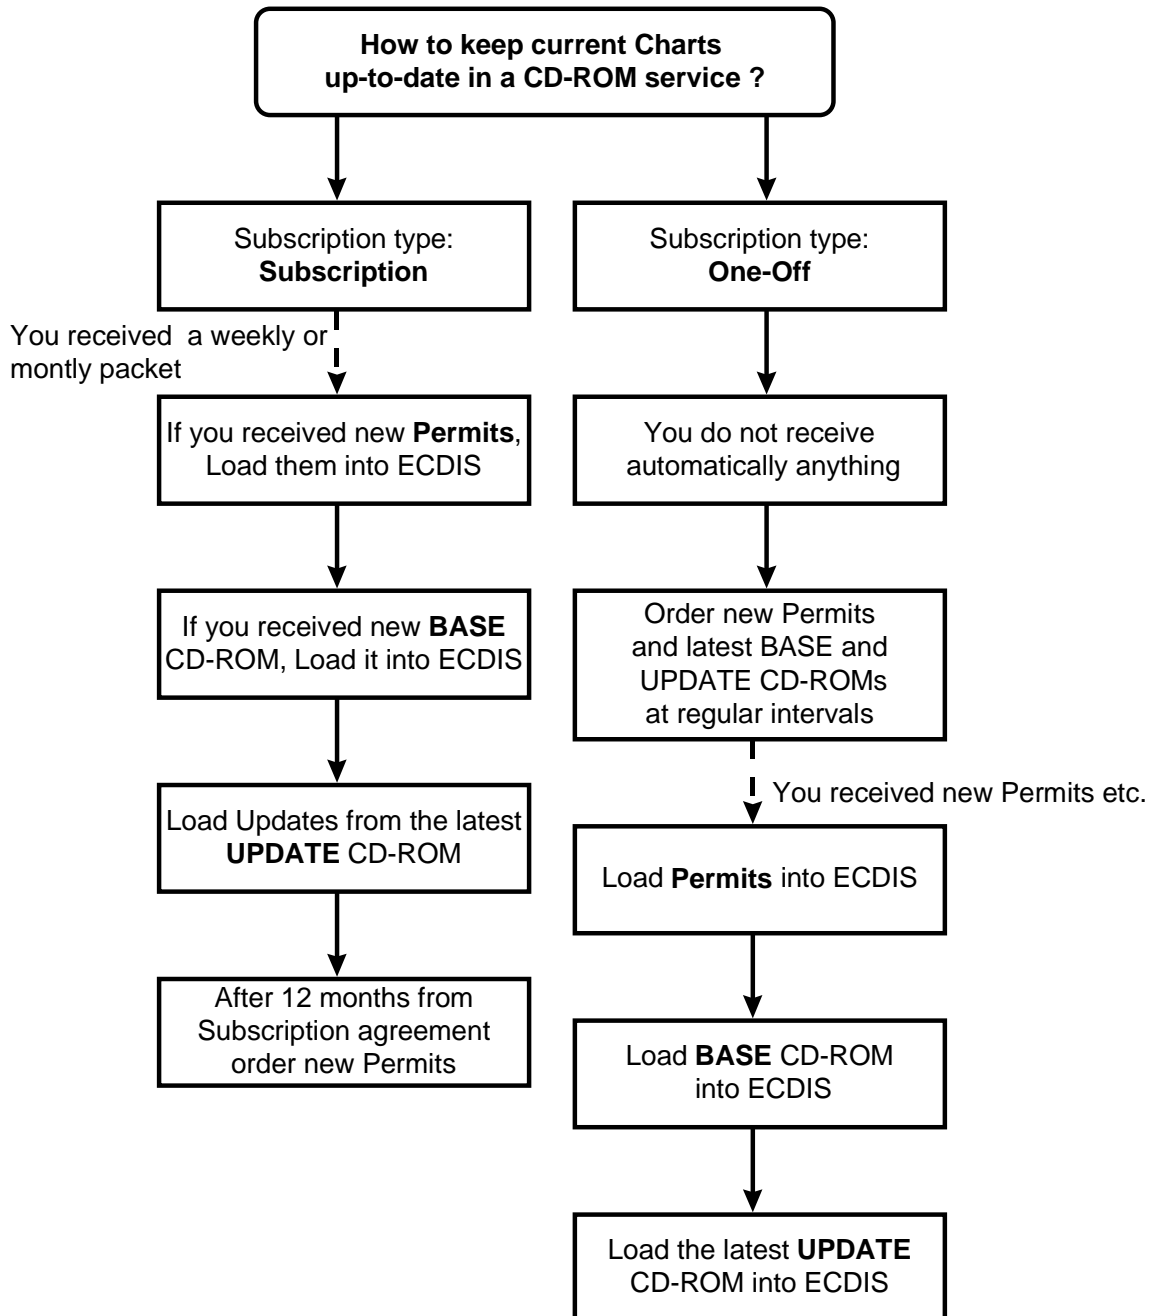 How to keep current Charts
up-to-date in a CD-ROM service ?
Subscription type:
Subscription
You received a weekly or
montly packet
If you received new Permits,
Load them into ECDIS
If you received new BASE
CD-ROM, Load it into ECDIS
Load Updates from the latest
UPDATE CD-ROM
After 12 months from
Subscription agreement
order new Permits
Subscription type:
One-Off
You do not receive
automatically anything
Order new Permits
and latest BASE and
UPDATE CD-ROMs
at regular intervals
You received new Permits etc.
Load Permits into ECDIS
Load BASE CD-ROM
into ECDIS
Load the latest UPDATE
CD-ROM into ECDIS